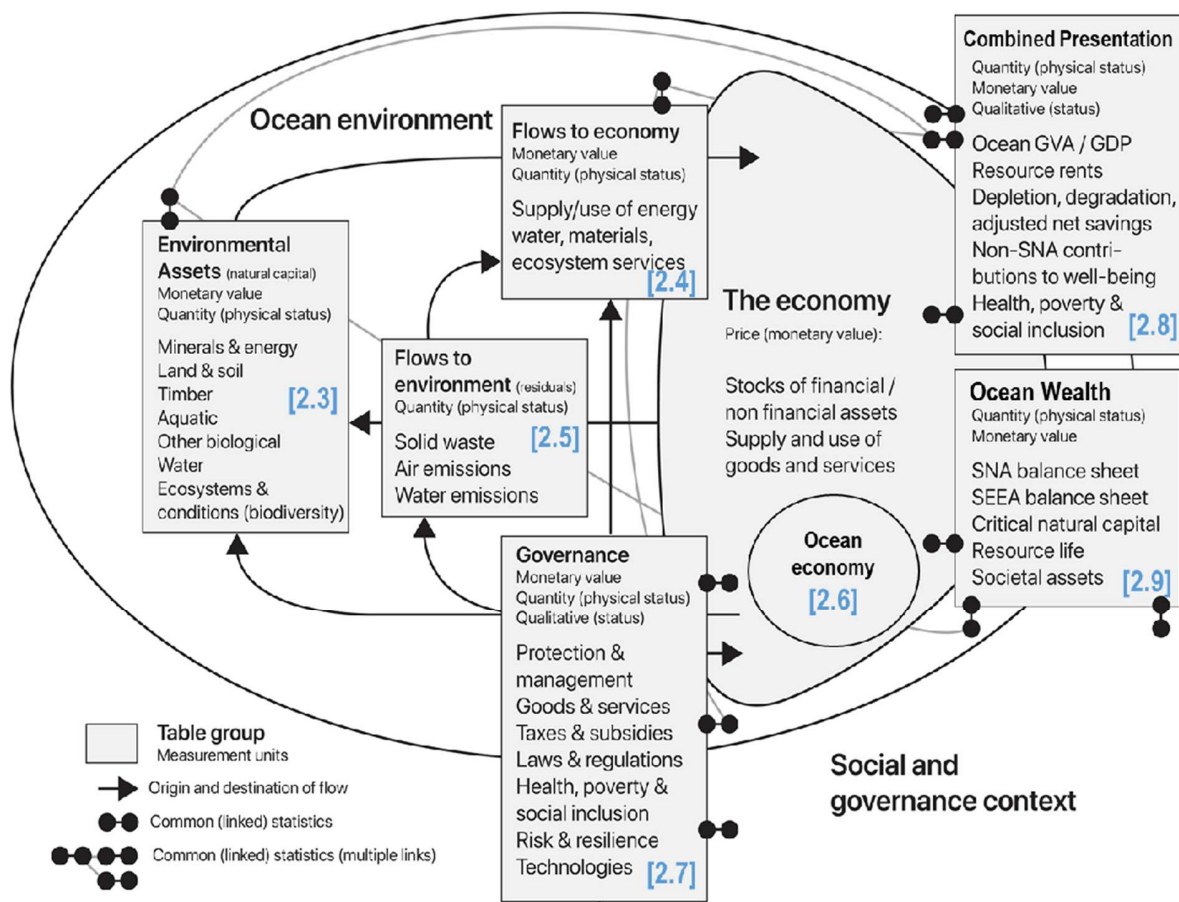 Ocean environment
Flows to economy
Monetary value
Quantity (physical status)
Supply/use of energy
water, materials,
ecosystem services
[2.4]
Environmental
Assets (natural capital)
Monetary value
Quantity (physical status)
Minerals & energy
Land & soil
Timber
Aquatic
Other biological
Water
Ecosystems &
conditions (biodiversity)
[2.3]
Flows to
environment (residuals)
Quantity (physical status)
Solid waste
Air emissions
Water emissions
[2.5]
The economy
Price (monetary value):
Stocks of financial /
non financial assets
Supply and use of
goods and services
Ocean
economy
[2.6]
Governance
Monetary value
Quantity (physical status)
Qualitative (status)
Protection &
management
Goods & services
Taxes & subsidies
Laws & regulations
Health, poverty &
social inclusion
Risk & resilience
Technologies
[2.7]
Combined Presentation
Quantity (physical status)
Monetary value
Qualitative (status)
Ocean GVA / GDP
Resource rents
Depletion, degradation,
adjusted net savings
Non-SNA contri-
butions to well-being
Health, poverty &
social inclusion
[2.8]
Ocean Wealth
Quantity (physical status)
Monetary value
SNA balance sheet
SEEA balance sheet
Critical natural capital
Resource life
Societal assets
[2.9]
Social and
governance context
Table group
Measurement units
Origin and destination of flow
Common (linked) statistics
Common (linked) statistics (multiple links)